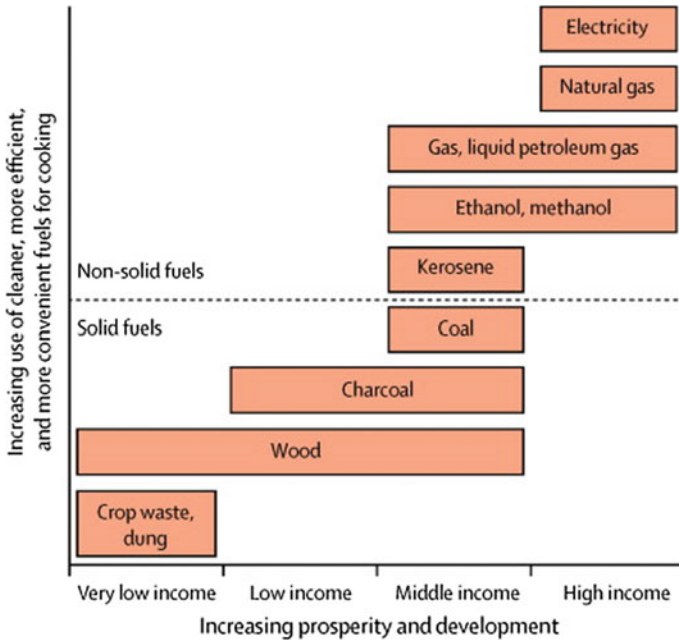 Increasing use of cleaner, more efficient,
and more convenient fuels for cooking
Electricity
Natural gas
Gas, liquid petroleum gas
Ethanol, methanol
Kerosene
Non-solid fuels
Solid fuels
Coal
Charcoal
Wood
Crop waste,
dung
Very low income
Low income
Middle income
High income
Increasing prosperity and development